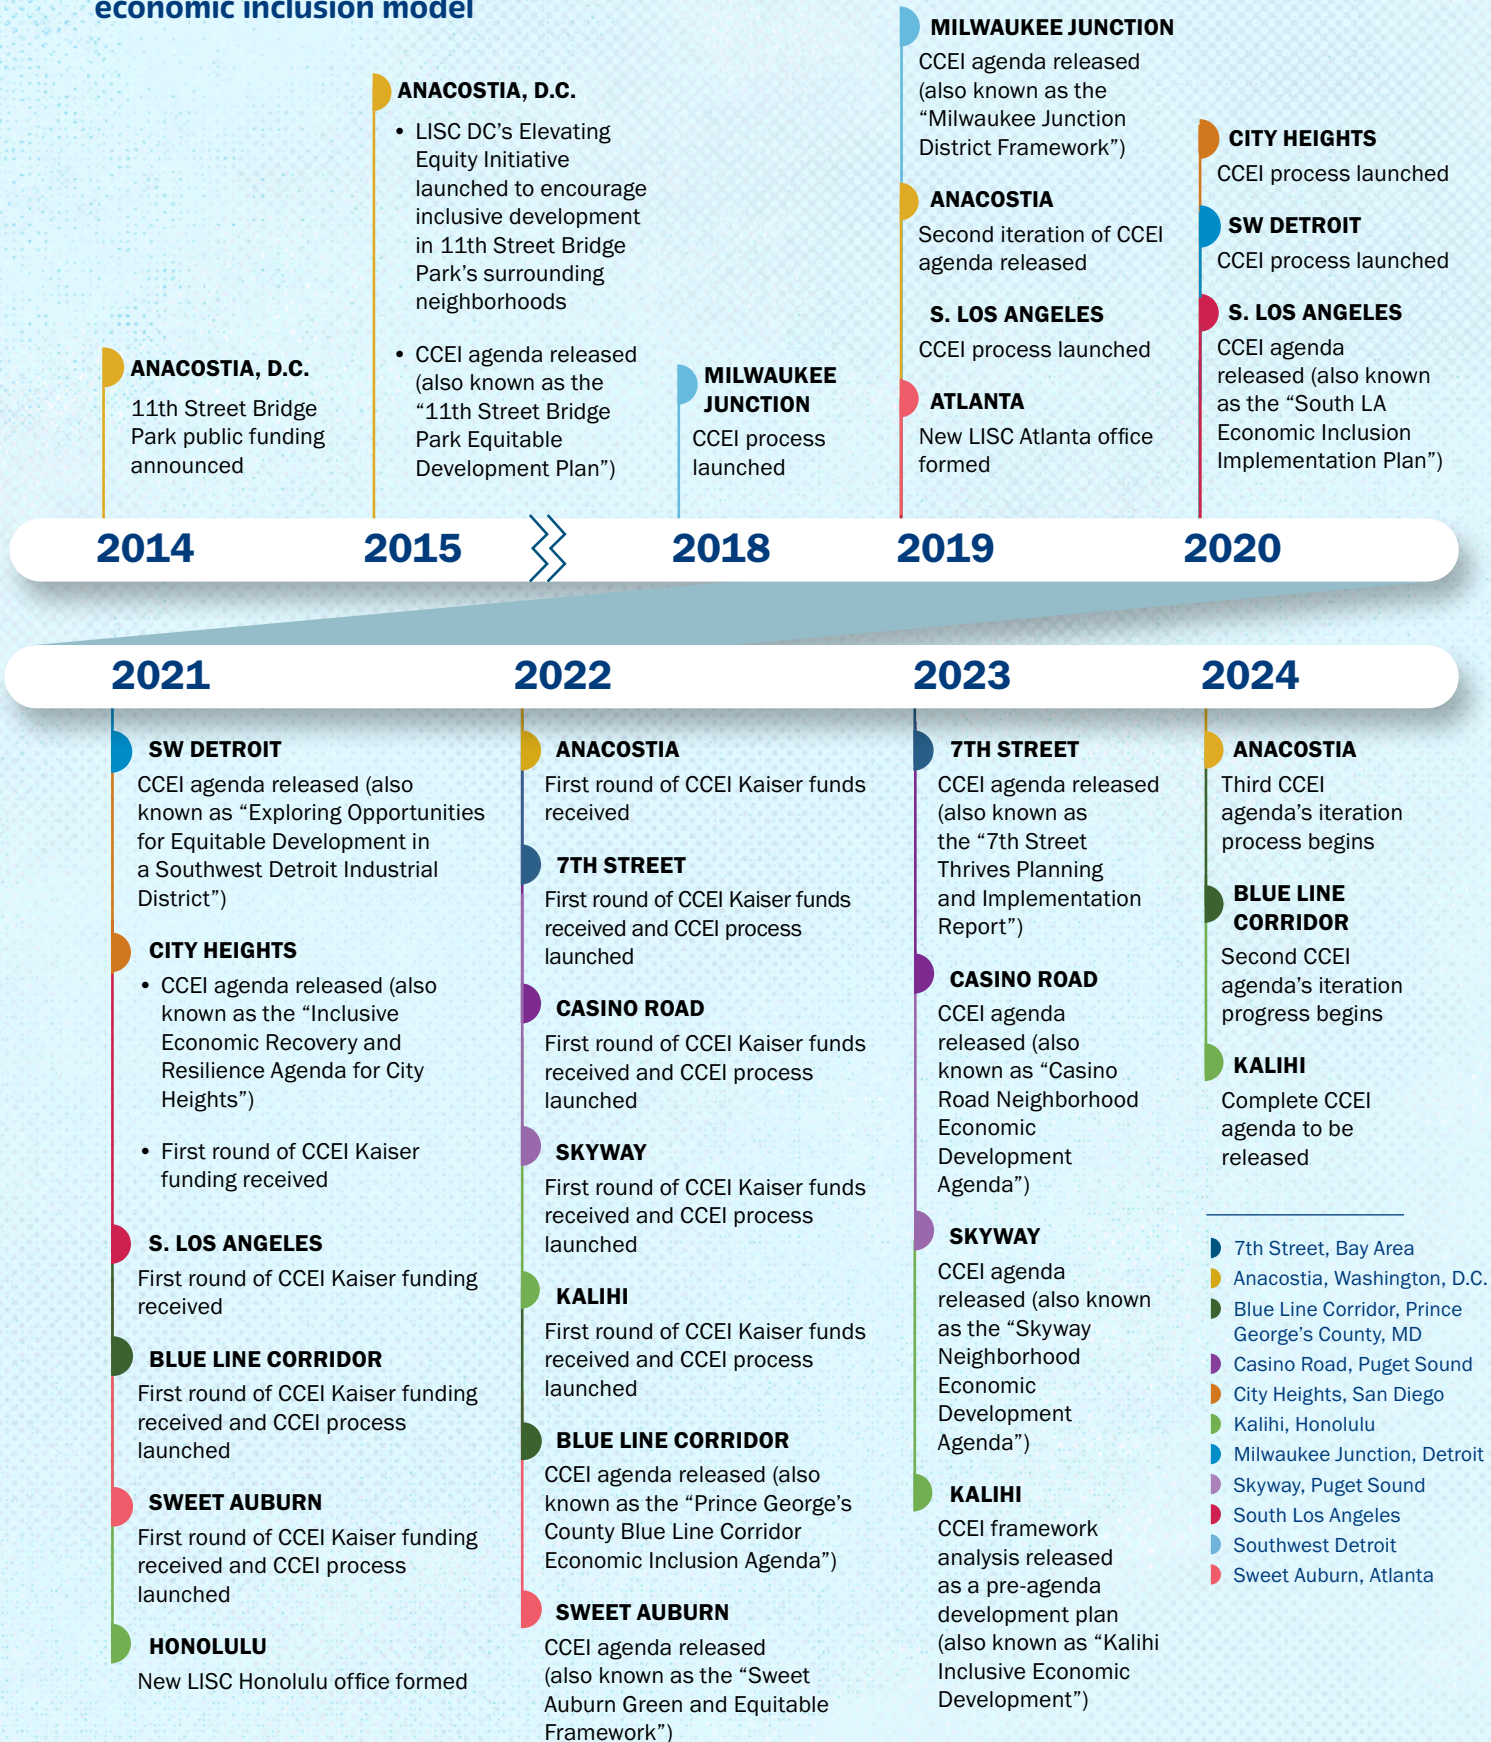 economic inclusion model
ANACOSTIA, D.C.
11th Street Bridge
Park public funding
announced
ANACOSTIA, D.C.
• LISC DC’s Elevating
Equity Initiative
launched to encourage
inclusive development
in 11th Street Bridge
Park’s surrounding
neighborhoods
• CCEI agenda released
(also known as the
“11th Street Bridge
Park Equitable
Development Plan”)
MILWAUKEE
JUNCTION
CCEI process
launched
MILWAUKEE JUNCTION
CCEI agenda released
(also known as the
“Milwaukee Junction
District Framework”)
ANACOSTIA
Second iteration of CCEI
agenda released
S. LOS ANGELES
CCEI process launched
ATLANTA
New LISC Atlanta office
formed
CITY HEIGHTS
CCEI process launched
SW DETROIT
CCEI process launched
S. LOS ANGELES
CCEI agenda
released (also known
as the “South LA
Economic Inclusion
Implementation Plan”)
2014
2015
2018
2019
2020
2021
2022
2023
2024
SW DETROIT
CCEI agenda released (also
known as “Exploring Opportunities
for Equitable Development in
a Southwest Detroit Industrial
District”)
CITY HEIGHTS
• CCEI agenda released (also
known as the “Inclusive
Economic Recovery and
Resilience Agenda for City
Heights”)
• First round of CCEI Kaiser
funding received
S. LOS ANGELES
First round of CCEI Kaiser funding
received
BLUE LINE CORRIDOR
First round of CCEI Kaiser funding
received and CCEI process
launched
SWEET AUBURN
First round of CCEI Kaiser funding
received and CCEI process
launched
HONOLULU
New LISC Honolulu office formed
ANACOSTIA
First round of CCEI Kaiser funds
received
7TH STREET
First round of CCEI Kaiser funds
received and CCEI process
launched
CASINO ROAD
First round of CCEI Kaiser funds
received and CCEI process
launched
SKYWAY
First round of CCEI Kaiser funds
received and CCEI process
launched
KALIHI
First round of CCEI Kaiser funds
received and CCEI process
launched
BLUE LINE CORRIDOR
CCEI agenda released (also
known as the “Prince George’s
County Blue Line Corridor
Economic Inclusion Agenda”)
SWEET AUBURN
CCEI agenda released
(also known as the “Sweet
Auburn Green and Equitable
Framework”)
7TH STREET
CCEI agenda released
(also known as
the “7th Street
Thrives Planning
and Implementation
Report”)
CASINO ROAD
CCEI agenda
released (also
known as “Casino
Road Neighborhood
Economic
Development
Agenda”)
SKYWAY
CCEI agenda
released (also known
as the “Skyway
Neighborhood
Economic
Development
Agenda”)
KALIHI
CCEI framework
analysis released
as a pre-agenda
development plan
(also known as “Kalihi
Inclusive Economic
Development”)
ANACOSTIA
Third CCEI
agenda’s iteration
process begins
BLUE LINE
CORRIDOR
Second CCEI
agenda’s iteration
progress begins
KALIHI
Complete CCEI
agenda to be
released
7th Street, Bay Area
Anacostia, Washington, D.C.
Blue Line Corridor, Prince
George’s County, MD
Casino Road, Puget Sound
City Heights, San Diego
Kalihi, Honolulu
Milwaukee Junction, Detroit
Skyway, Puget Sound
South Los Angeles
Southwest Detroit
Sweet Auburn, Atlanta